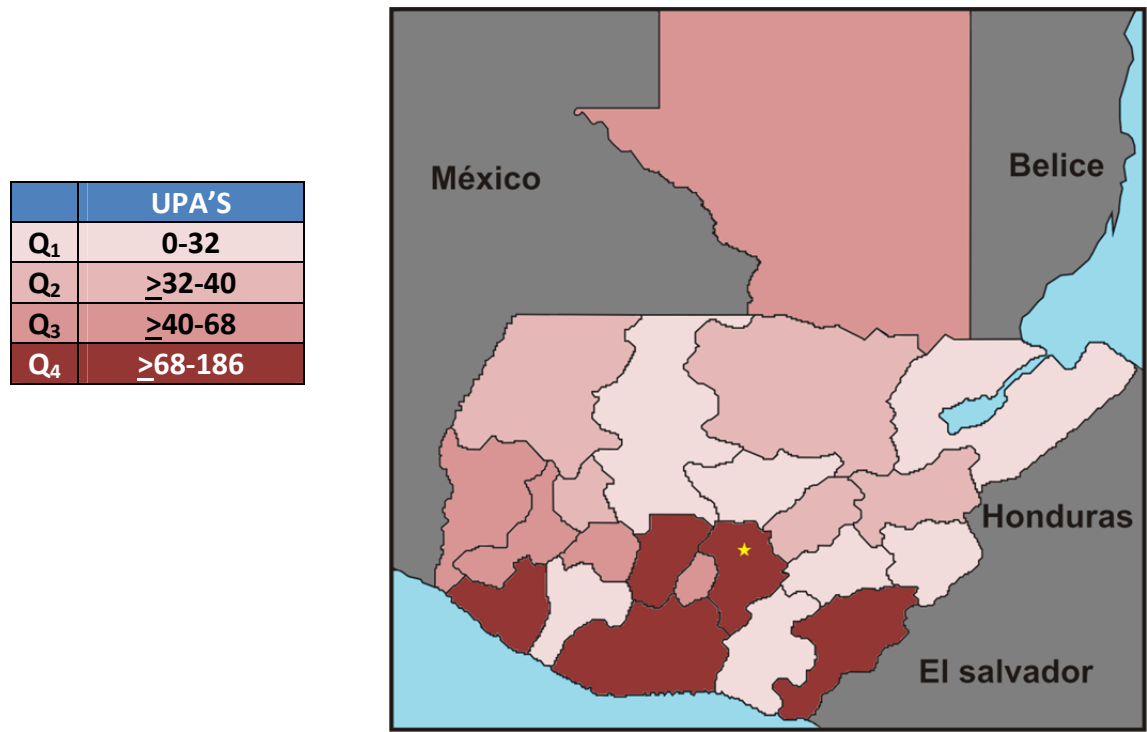 UPA'S
Q₁ 0-32
Q₂ >32-40
Q₃ >40-68
Q₄ >68-186
México
Belice
Honduras
El salvador